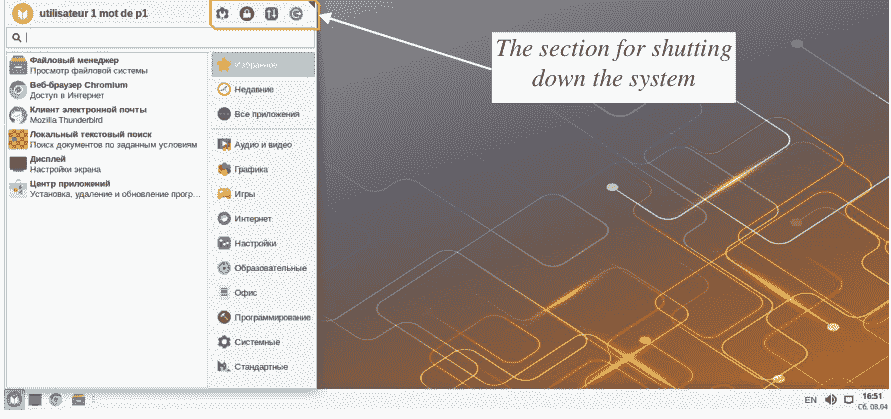 utilisateur 1 mot de p1
The section for shutting
down the system
Файловый менеджер
Просмотр файловой системы
Веб-браузер Chromium
Доступ в Интернет
Клиент электронной почты
Mozilla Thunderbird
Локальный текстовый поиск
Поиск документов по заданным условиям
Дисплей
Настройки экрана
Центр приложений
Установка, удаление и обновление прогр...
Избранное
Недавние
Все приложения
Аудио и видео
Графика
Игры
Интернет
Настройки
Образовательные
Офис
Программирование
Системные
Стандартные
EN
16:51
Сб, 08.04